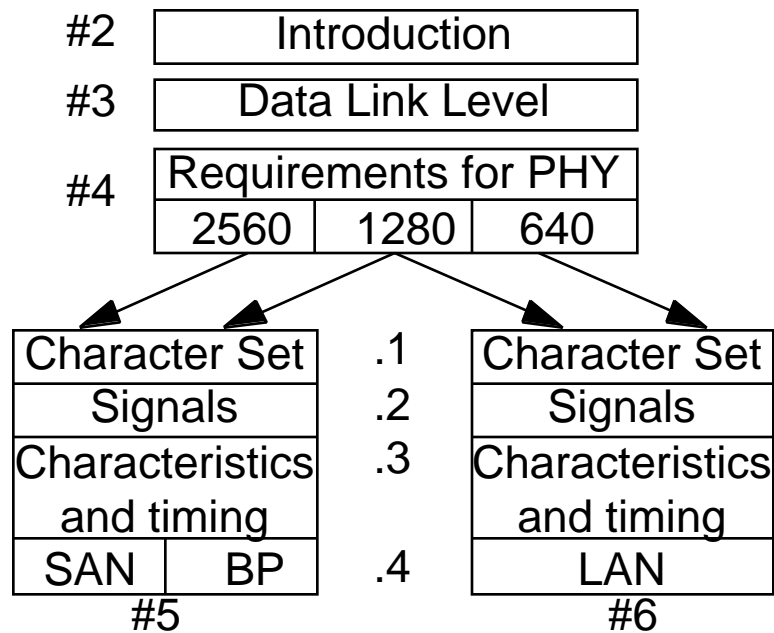 #2 Introduction
#3 Data Link Level
#4 Requirements for PHY
2560 1280 640
Character Set .1 Character Set
Signals .2 Signals
Characteristics .3 Characteristics
and timing and timing
SAN BP .4 LAN
#5 #6